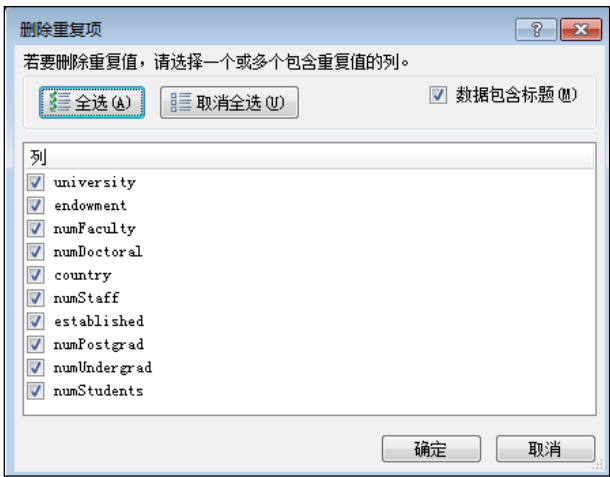 删除重复项
若要删除重复值，请选择一个或多个包含重复值的列。
全选(A) 取消全选(U) 数据包含标题(M)
列
university
endowment
numFaculty
numDoctoral
country
numStaff
established
numPostgrad
numUndergrad
numStudents
确定 取消